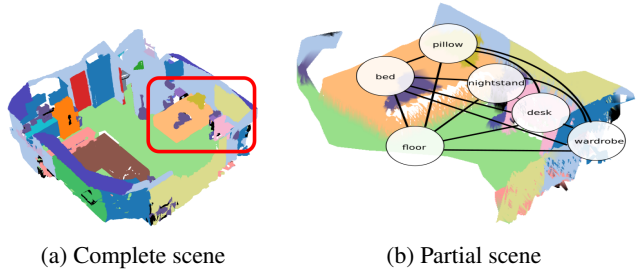 pillow
bed
nightstand
desk
wardrobe
floor
(a) Complete scene
(b) Partial scene